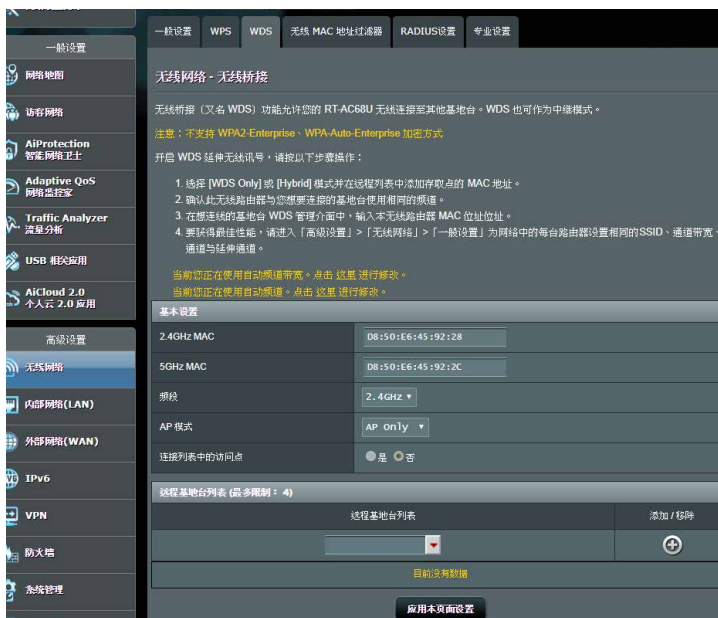 一般设置
网络地图
访客网络
AiProtection
智能网络卫士
Adaptive QoS
网络监控家
Traffic Analyzer
流量分析
USB 相关应用
AiCloud 2.0
个人云 2.0 应用
高级设置
无线网络
内部网络(LAN)
外部网络(WAN)
IPv6
VPN
防火墙
系统管理
一般设置 WPS WDS 无线 MAC 地址过滤器 RADIUS设置 专业设置
无线网络 - 无线桥接
无线桥接（又名 WDS）功能允许您的 RT-AC68U 无线连接至其他基地台。WDS 也可作为中继模式。
注意：不支持 WPA2-Enterprise、WPA-Auto-Enterprise 加密方式
开启 WDS 延伸无线讯号，请按以下步骤操作：
1. 选择 [WDS Only] 或 [Hybrid] 模式并在远程列表中添加存取点的 MAC 地址。
2. 确认此无线路由器与您想要连接的基地台使用相同的频道。
3. 在想连线的基地台 WDS 管理介面中，输入本无线路由器 MAC 位址位址。
4. 要获得最佳性能，请进入「高级设置」>「无线网络」>「一般设置」为网络中的每台路由器设置相同的SSID、通道带宽、
通道与延伸通道。
当前您正在使用自动频道带宽。点击 这里 进行修改。
当前您正在使用自动频道。点击 这里 进行修改。
基本设置
2.4GHz MAC D8:50:E6:45:92:28
5GHz MAC D8:50:E6:45:92:2C
频段 2.4GHz
AP 模式 AP Only
连接列表中的访问点 是 否
远程基地台列表 (最多限制： 4)
远程基地台列表 添加 / 移除
目前没有数据
应用本页面设置